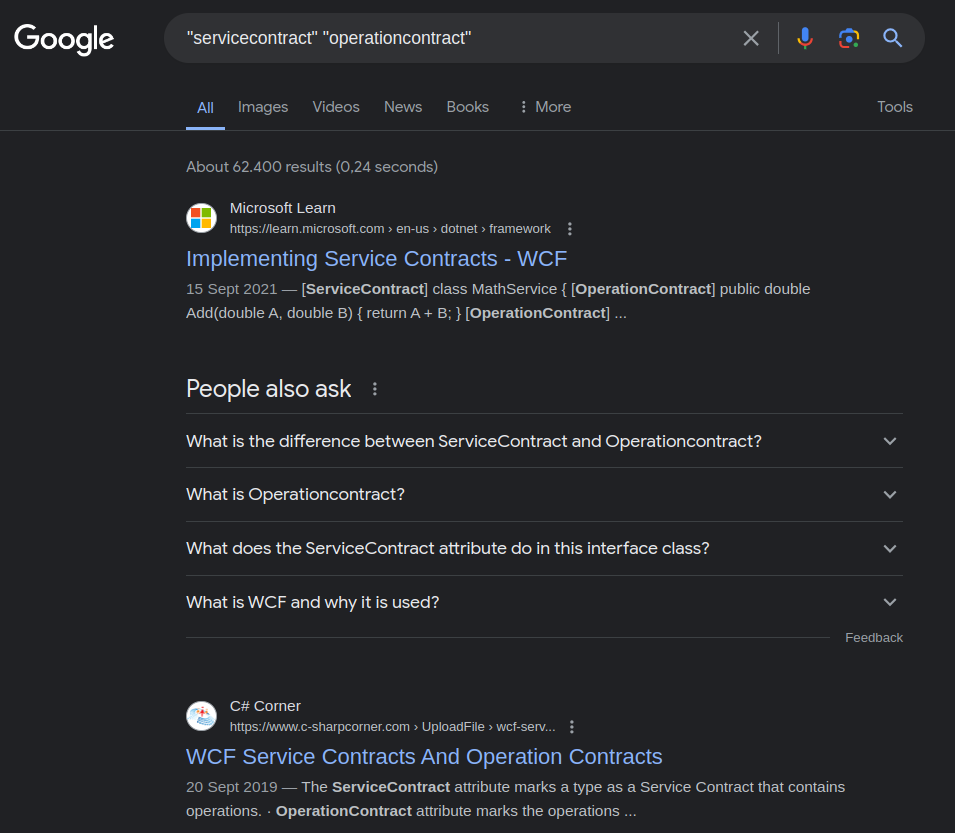 Google
"servicecontract" "operationcontract"
All Images Videos News Books More Tools
About 62.400 results (0,24 seconds)
Microsoft Learn
https://learn.microsoft.com › en-us › dotnet › framework
Implementing Service Contracts - WCF
15 Sept 2021 — [ServiceContract] class MathService { [OperationContract] public double
Add(double A, double B) { return A + B; } [OperationContract] ...
People also ask
What is the difference between ServiceContract and Operationcontract?
What is Operationcontract?
What does the ServiceContract attribute do in this interface class?
What is WCF and why it is used?
Feedback
C# Corner
https://www.c-sharpcorner.com › UploadFile › wcf-serv...
WCF Service Contracts And Operation Contracts
20 Sept 2019 — The ServiceContract attribute marks a type as a Service Contract that contains
operations. · OperationContract attribute marks the operations ...